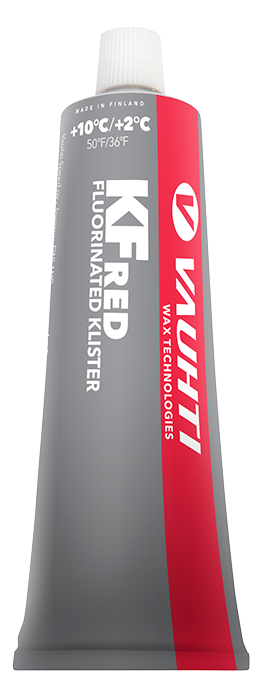 MADE IN FINLAND
+10°C/+2°C
50°F/36°F
KF RED
FLUORINATED KLISTER
VAUHTI
WAX TECHNOLOGIES